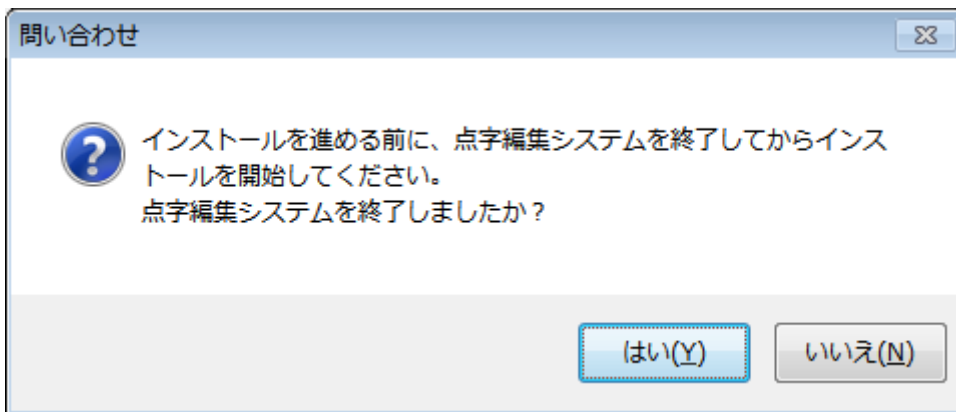 問い合わせ
インストールを進める前に、点字編集システムを終了してからインス
トールを開始してください。
点字編集システムを終了しましたか？
はい(Y)
いいえ(N)